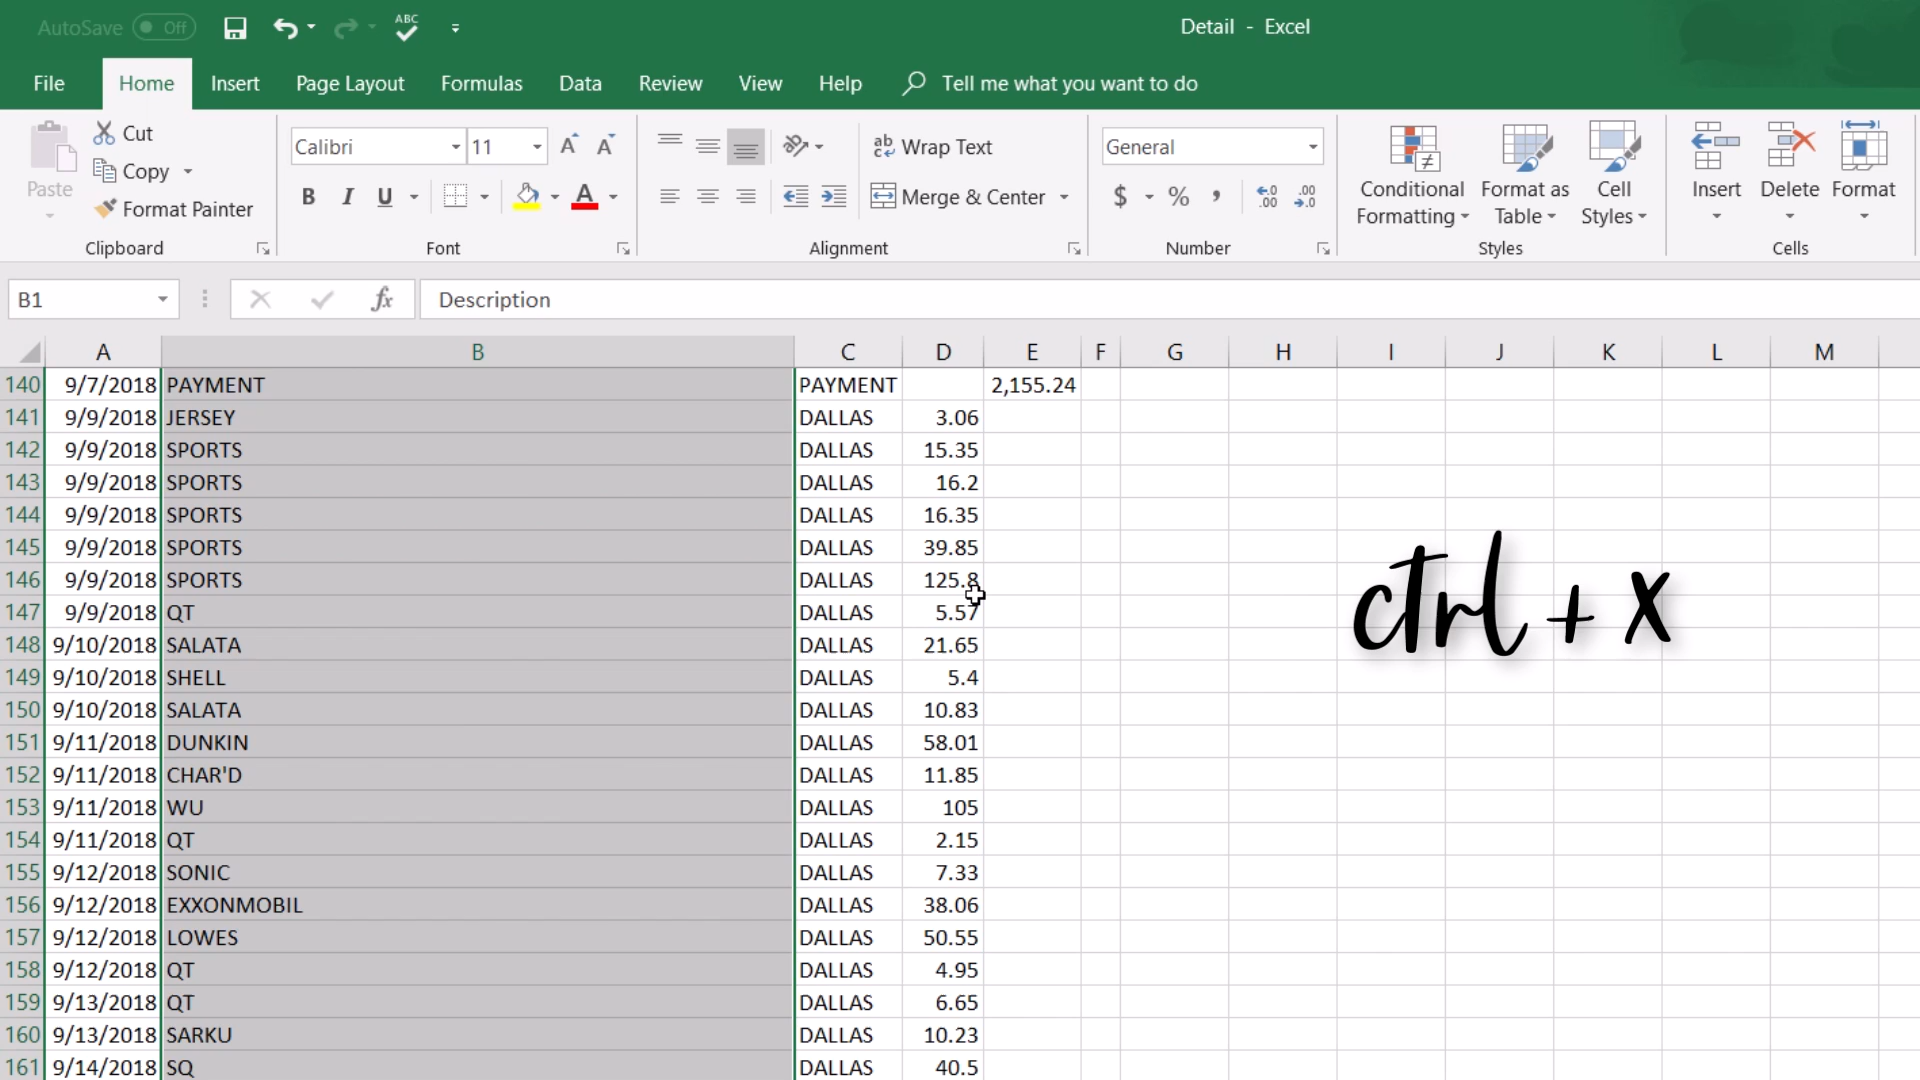 AutoSave Off ABC Detail - Excel
File Home Insert Page Layout Formulas Data Review View Help Tell me what you want to do
Paste Cut Copy Format Painter Clipboard
Calibri 11 A A B I U A Font
Wrap Text Merge & Center Alignment
General $ % , .0 .00 .00 .0 Number
Conditional Formatting Format as Table Cell Styles Styles
Insert Delete Format Cells
B1 fx Description
A B C D E F G H I J K L M
140 9/7/2018 PAYMENT PAYMENT 2,155.24
141 9/9/2018 JERSEY DALLAS 3.06
142 9/9/2018 SPORTS DALLAS 15.35
143 9/9/2018 SPORTS DALLAS 16.2
144 9/9/2018 SPORTS DALLAS 16.35
145 9/9/2018 SPORTS DALLAS 39.85
146 9/9/2018 SPORTS DALLAS 125.8
147 9/9/2018 QT DALLAS 5.57
148 9/10/2018 SALATA DALLAS 21.65
149 9/10/2018 SHELL DALLAS 5.4
150 9/10/2018 SALATA DALLAS 10.83
151 9/11/2018 DUNKIN DALLAS 58.01
152 9/11/2018 CHAR'D DALLAS 11.85
153 9/11/2018 WU DALLAS 105
154 9/11/2018 QT DALLAS 2.15
155 9/12/2018 SONIC DALLAS 7.33
156 9/12/2018 EXXONMOBIL DALLAS 38.06
157 9/12/2018 LOWES DALLAS 50.55
158 9/12/2018 QT DALLAS 4.95
159 9/13/2018 QT DALLAS 6.65
160 9/13/2018 SARKU DALLAS 10.23
161 9/14/2018 SQ DALLAS 40.5
ctrl + x